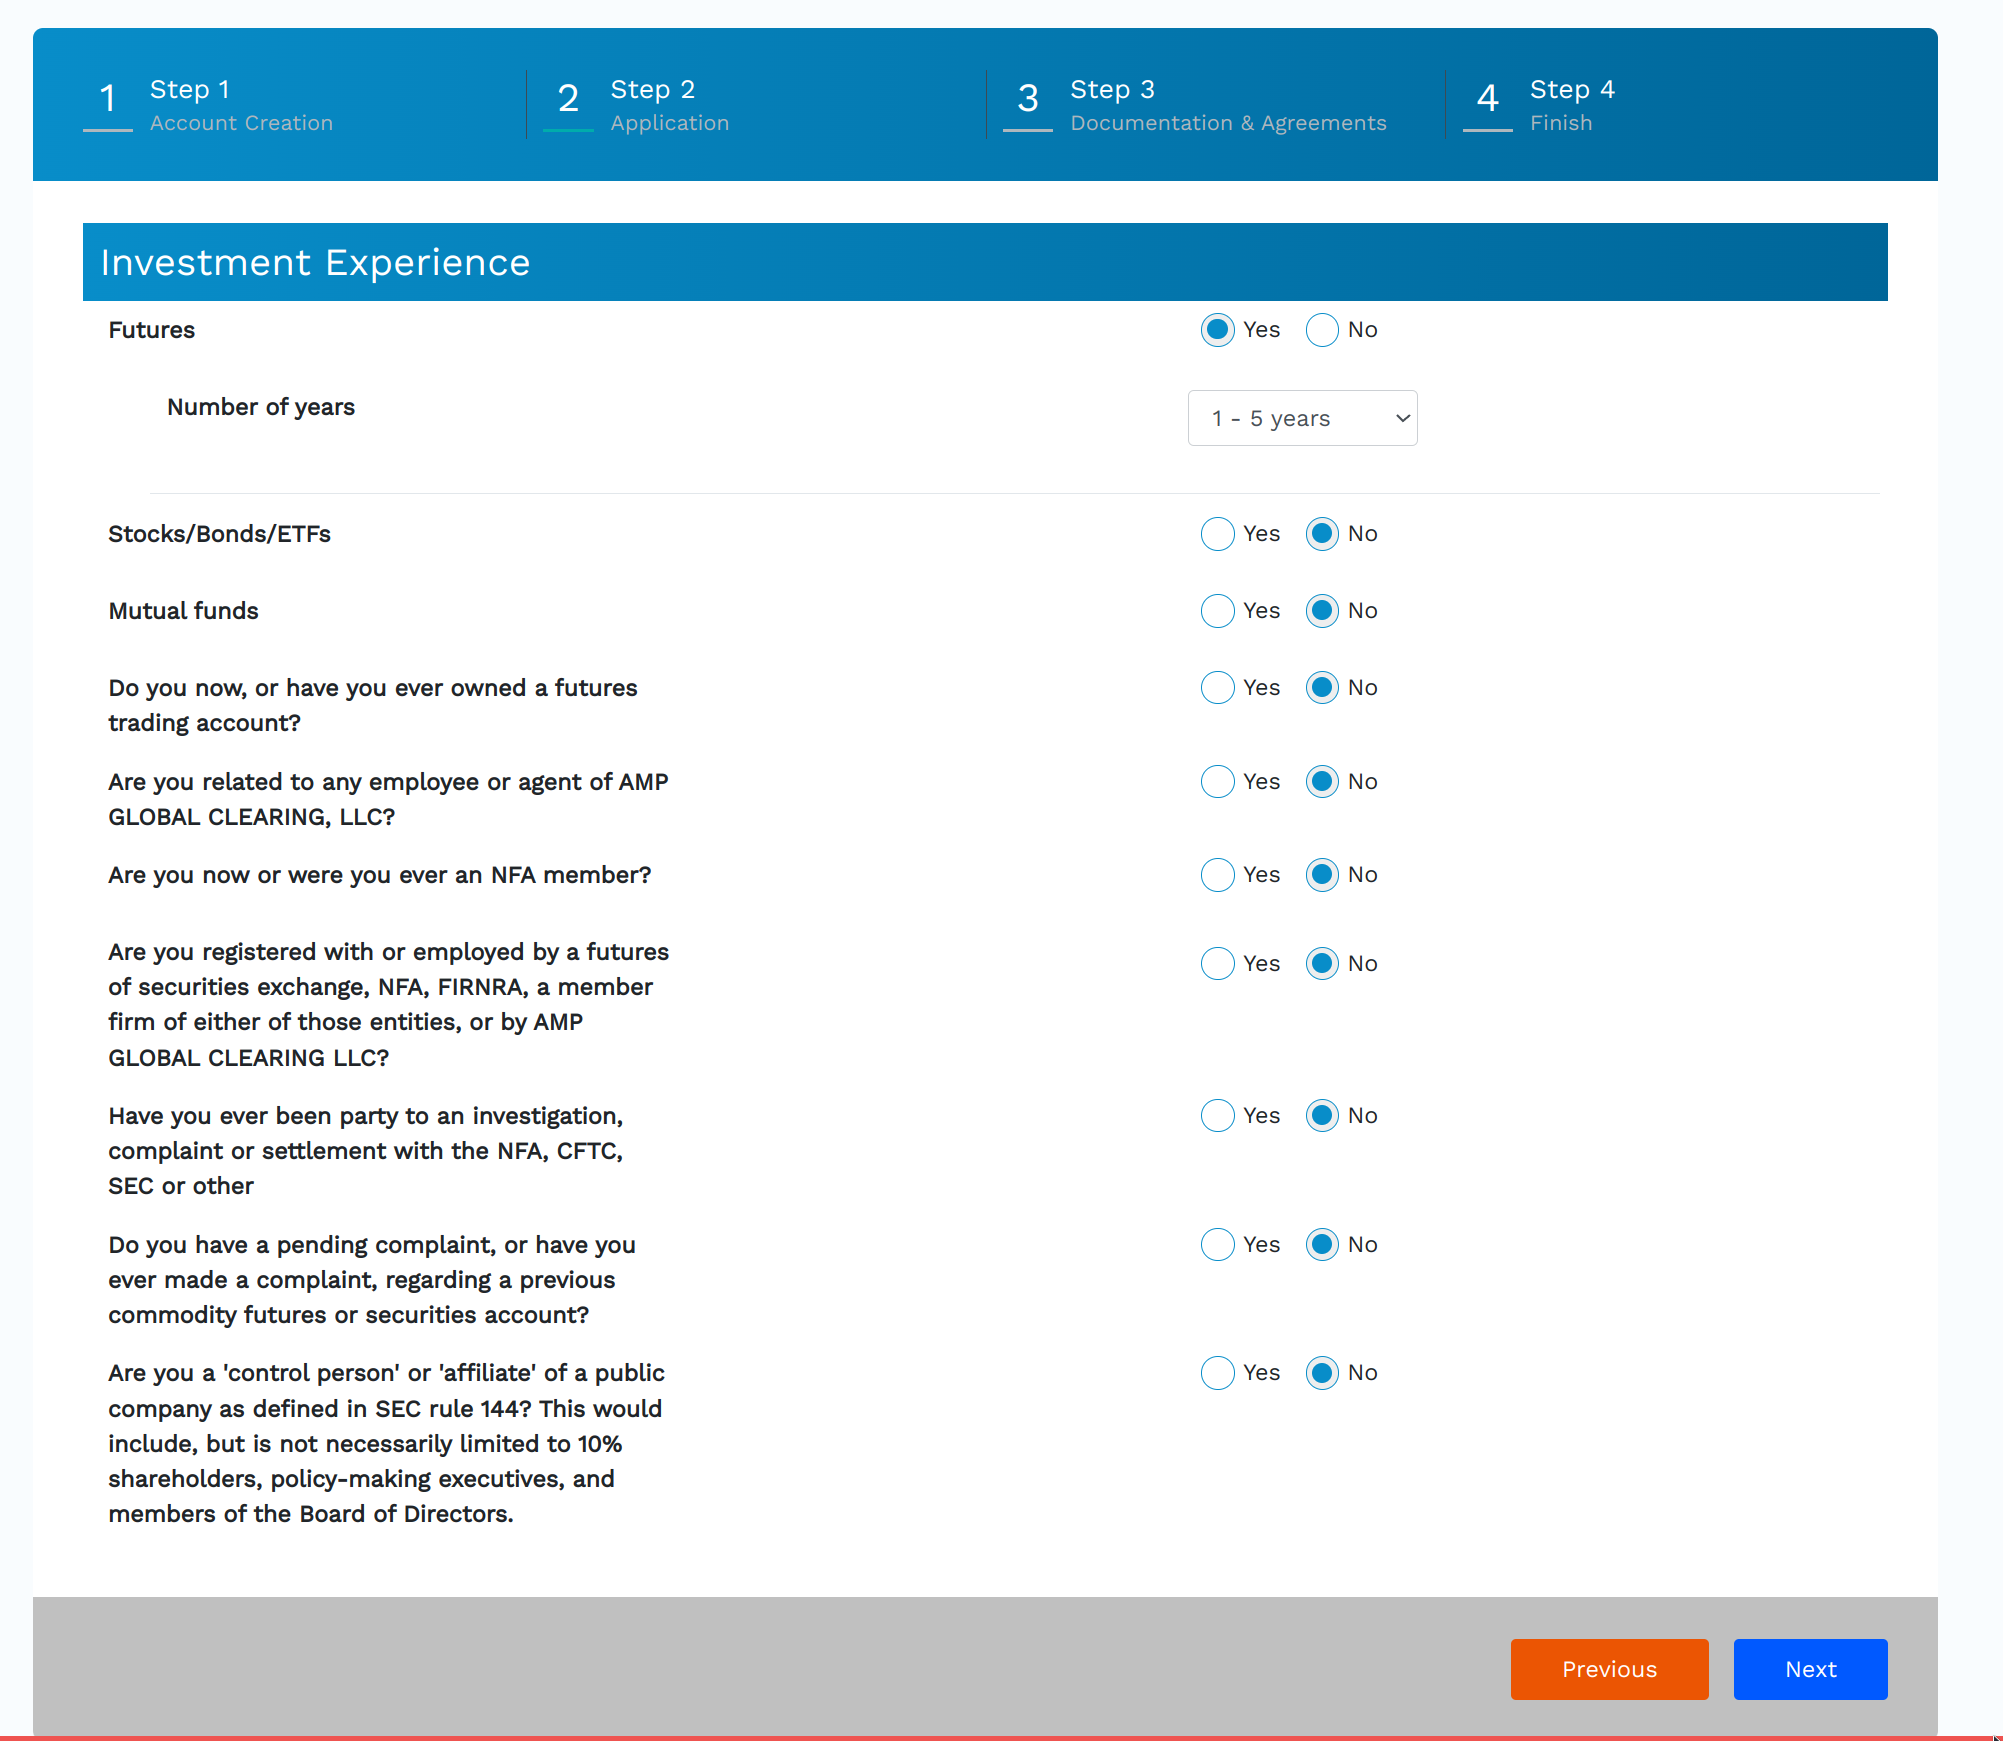 1 Step 1
Account Creation
2 Step 2
Application
3 Step 3
Documentation & Agreements
4 Step 4
Finish
Investment Experience
Futures Yes No
Number of years 1 - 5 years
Stocks/Bonds/ETFs Yes No
Mutual funds Yes No
Do you now, or have you ever owned a futures Yes No
trading account?
Are you related to any employee or agent of AMP Yes No
GLOBAL CLEARING, LLC?
Are you now or were you ever an NFA member? Yes No
Are you registered with or employed by a futures Yes No
of securities exchange, NFA, FIRNRA, a member
firm of either of those entities, or by AMP
GLOBAL CLEARING LLC?
Have you ever been party to an investigation, Yes No
complaint or settlement with the NFA, CFTC,
SEC or other
Do you have a pending complaint, or have you Yes No
ever made a complaint, regarding a previous
commodity futures or securities account?
Are you a 'control person' or 'affiliate' of a public Yes No
company as defined in SEC rule 144? This would
include, but is not necessarily limited to 10%
shareholders, policy-making executives, and
members of the Board of Directors.
Previous Next